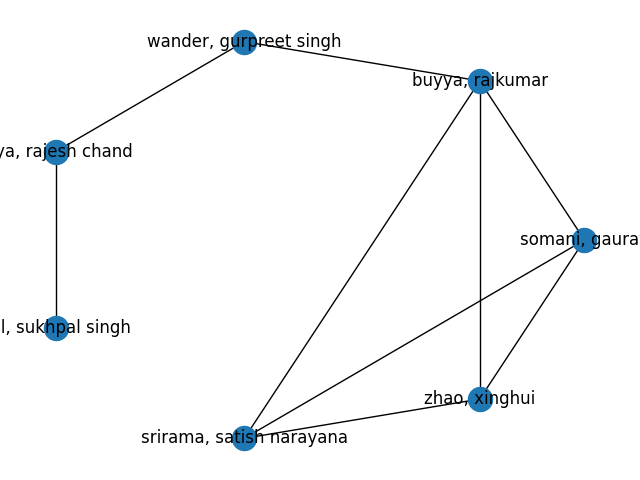 wander, gurpreet singh
buyya, rajkumar
ya, rajesh chand
somani, gaura
l, sukhpal singh
zhao, xinghui
srirama, satish narayana